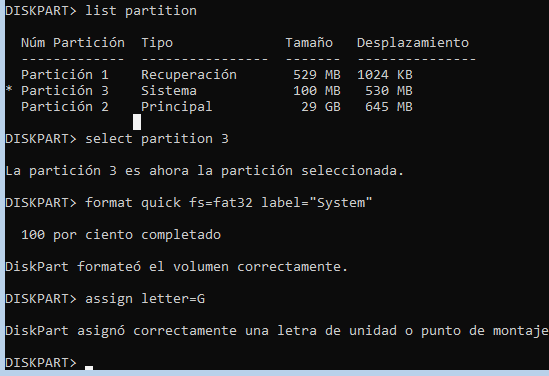 DISKPART> list partition
Núm Partición  Tipo              Tamaño   Desplazamiento
-------------  ----------------  -------  ---------------
Partición 1    Recuperación       529 MB  1024 KB
* Partición 3    Sistema            100 MB   530 MB
Partición 2    Principal           29 GB   645 MB
DISKPART> select partition 3
La partición 3 es ahora la partición seleccionada.
DISKPART> format quick fs=fat32 label="System"
100 por ciento completado
DiskPart formateó el volumen correctamente.
DISKPART> assign letter=G
DiskPart asignó correctamente una letra de unidad o punto de montaje
DISKPART>